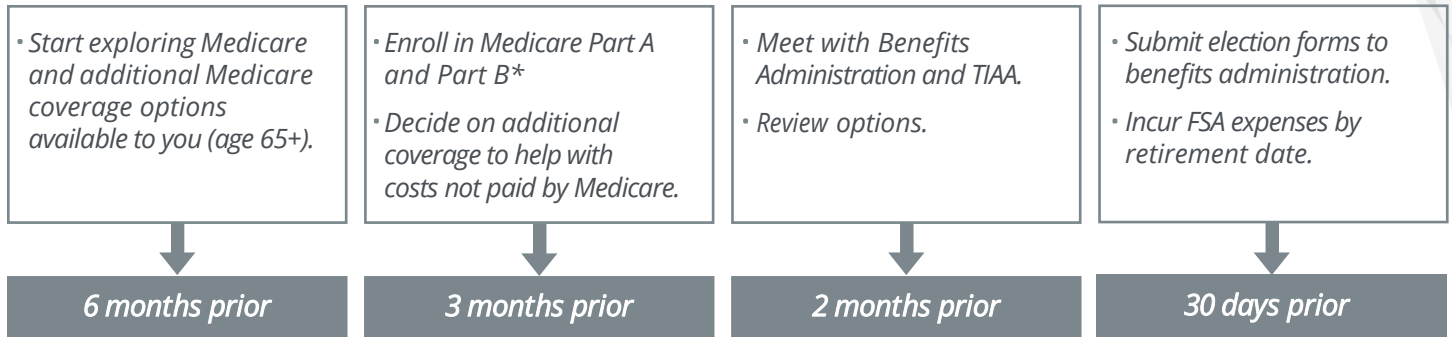 • Start exploring Medicare
and additional Medicare
coverage options
available to you (age 65+).
6 months prior
• Enroll in Medicare Part A
and Part B*
• Decide on additional
coverage to help with
costs not paid by Medicare.
3 months prior
• Meet with Benefits
Administration and TIAA.
• Review options.
2 months prior
• Submit election forms to
benefits administration.
• Incur FSA expenses by
retirement date.
30 days prior